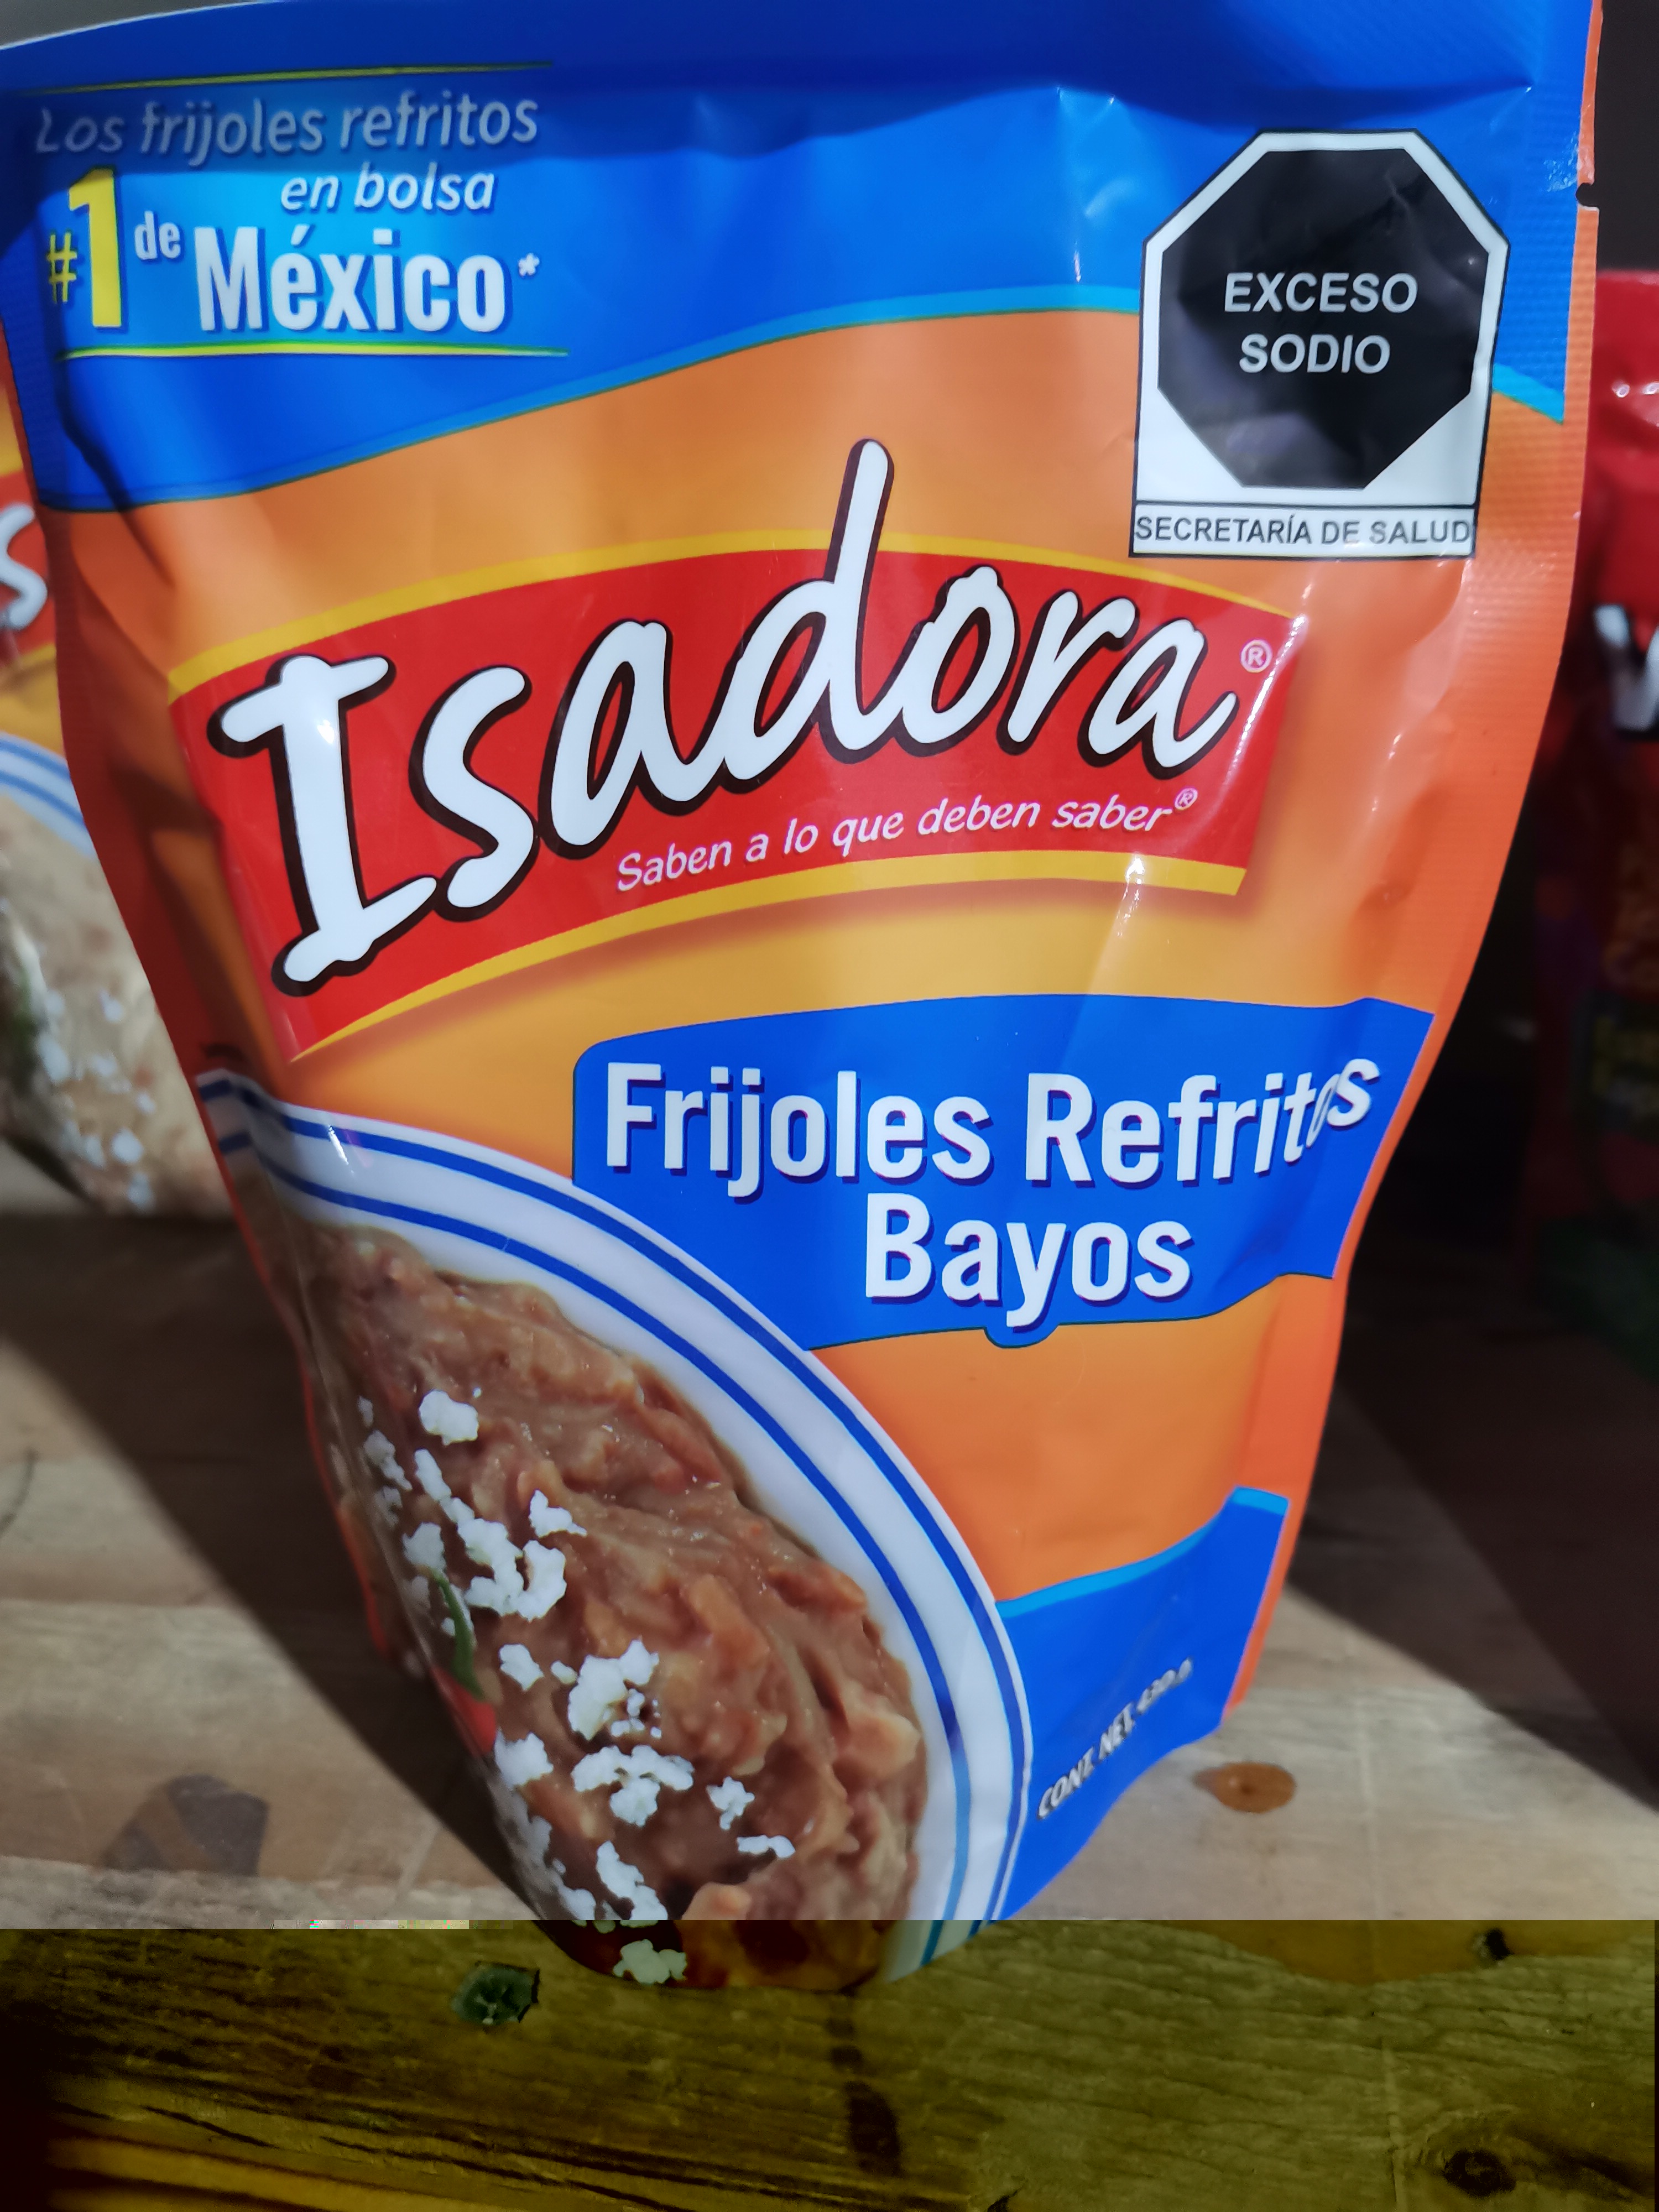 Los frijoles refritos
en bolsa
#1 de México*
EXCESO
SODIO
SECRETARÍA DE SALUD
Isadora®
Saben a lo que deben saber®
Frijoles Refritos
Bayos
CONT. NET. 430 g